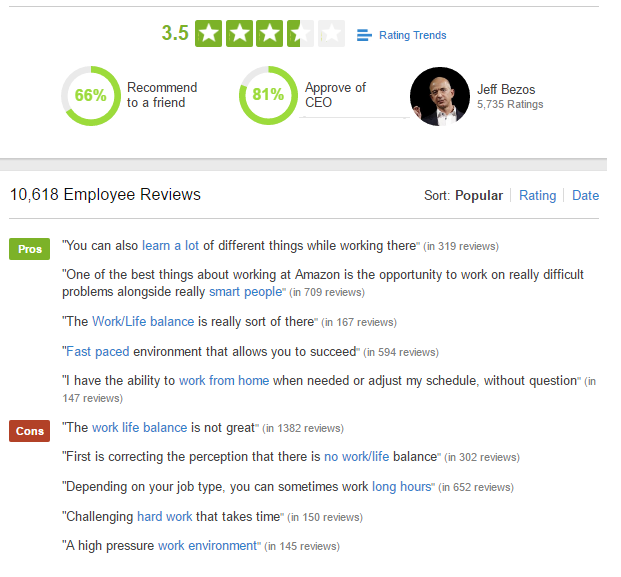 3.5 Rating Trends
66% Recommend to a friend
81% Approve of CEO
Jeff Bezos
5,735 Ratings
10,618 Employee Reviews
Sort: Popular Rating Date
Pros
"You can also learn a lot of different things while working there" (in 319 reviews)
"One of the best things about working at Amazon is the opportunity to work on really difficult
problems alongside really smart people" (in 709 reviews)
"The Work/Life balance is really sort of there" (in 167 reviews)
"Fast paced environment that allows you to succeed" (in 594 reviews)
"I have the ability to work from home when needed or adjust my schedule, without question" (in
147 reviews)
Cons
"The work life balance is not great" (in 1382 reviews)
"First is correcting the perception that there is no work/life balance" (in 302 reviews)
"Depending on your job type, you can sometimes work long hours" (in 652 reviews)
"Challenging hard work that takes time" (in 150 reviews)
"A high pressure work environment" (in 145 reviews)